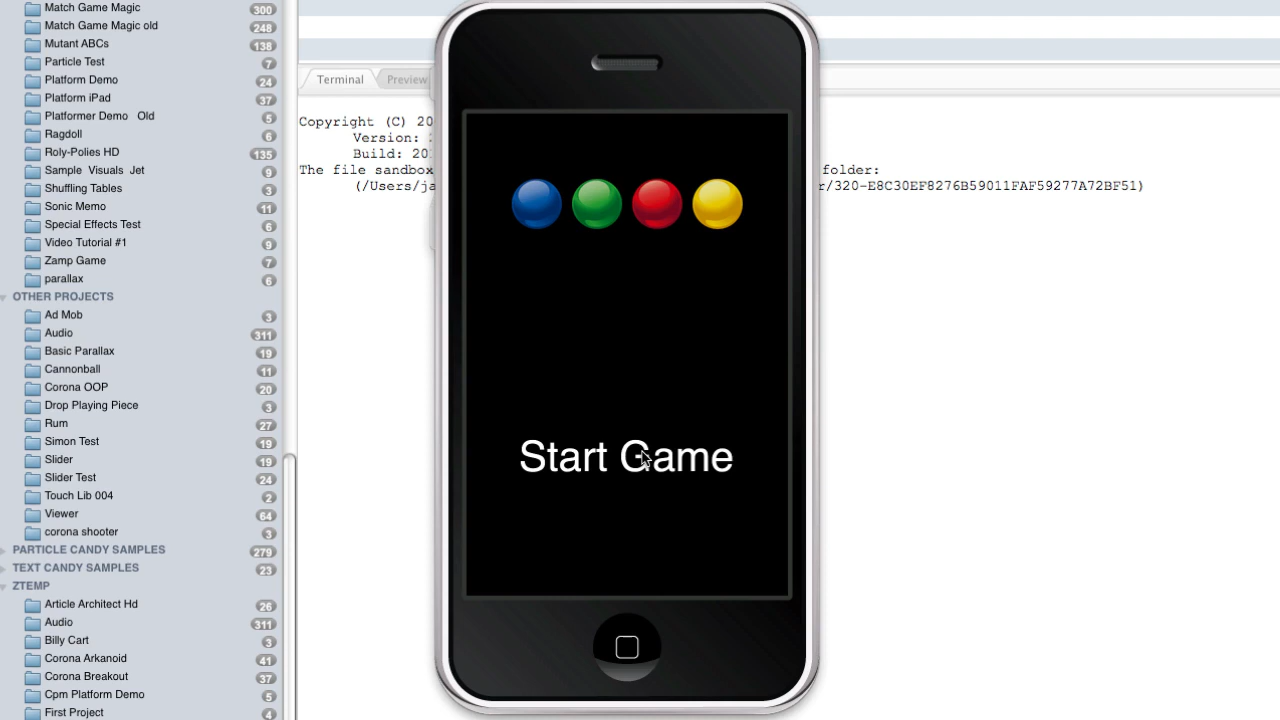 Match Game Magic 300
Match Game Magic old 248
Mutant ABCs 138
Particle Test 7
Platform Demo 24
Platform iPad 37
Platformer Demo Old 5
Ragdoll 6
Roly-Polies HD 135
Sample Visuals Jet 9
Shuffling Tables 3
Sonic Memo 11
Special Effects Test 6
Video Tutorial #1 9
Zamp Game 7
parallax 6
OTHER PROJECTS
Ad Mob 3
Audio 311
Basic Parallax 19
Cannonball 11
Corona OOP 20
Drop Playing Piece 3
Rum 27
Simon Test 19
Slider 19
Slider Test 24
Touch Lib 004 2
Viewer 64
corona shooter 3
PARTICLE CANDY SAMPLES 279
TEXT CANDY SAMPLES 23
ZTEMP
Article Architect Hd 26
Audio 311
Billy Cart 3
Corona Arkanoid 41
Corona Breakout 37
Cpm Platform Demo 5
First Project 4
Terminal Preview
Copyright (C) 20
Version:
Build: 20
The file sandbox folder:
(/Users/ja r/320-E8C30EF8276B59011FAF59277A72BF51)
Start Game